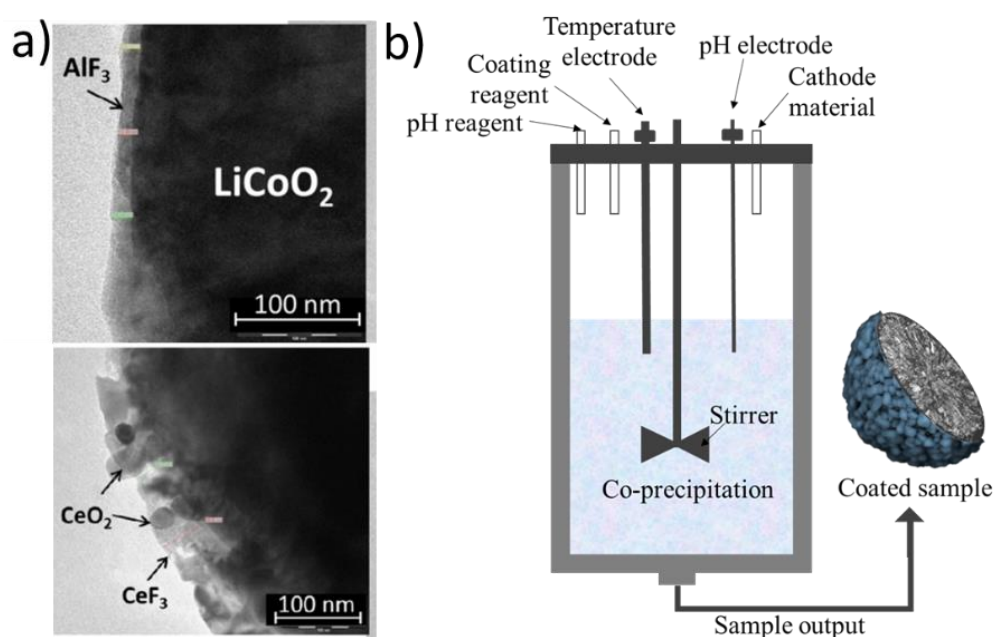 a)
AlF3
LiCoO2
100 nm
CeO2
CeF3
100 nm
b)
Temperature
electrode
pH electrode
Coating
reagent
Cathode
material
pH reagent
Stirrer
Co-precipitation
Coated sample
Sample output